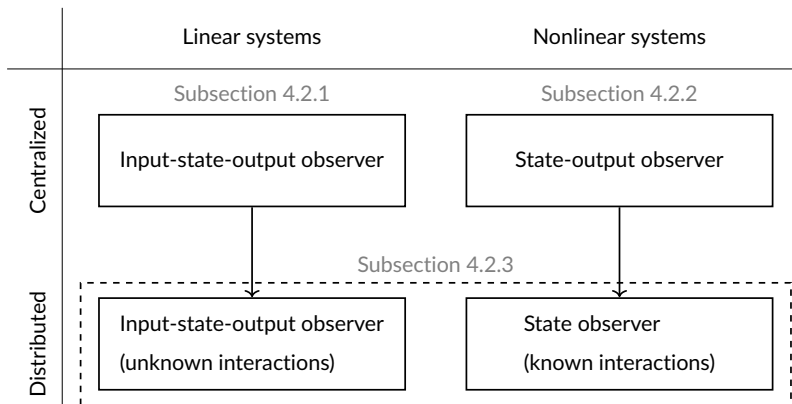 Linear systems
Nonlinear systems
Subsection 4.2.1
Subsection 4.2.2
Centralized
Input-state-output observer
State-output observer
Subsection 4.2.3
Distributed
Input-state-output observer
(unknown interactions)
State observer
(known interactions)